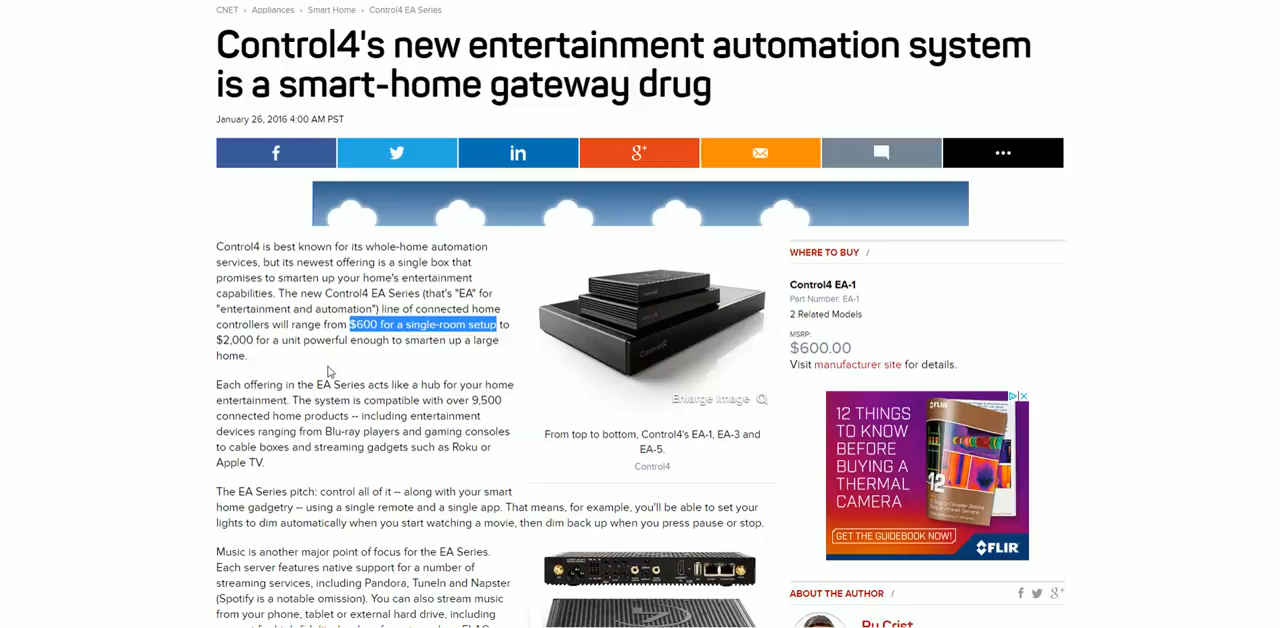 CNET › Appliances › Smart Home › Control4 EA Series
Control4's new entertainment automation system
is a smart-home gateway drug
January 26, 2016 4:00 AM PST
Control4 is best known for its whole-home automation
services, but its newest offering is a single box that
promises to smarten up your home's entertainment
capabilities. The new Control4 EA Series (that's "EA" for
"entertainment and automation") line of connected home
controllers will range from $600 for a single-room setup to
$2,000 for a unit powerful enough to smarten up a large
home.
Each offering in the EA Series acts like a hub for your home
entertainment. The system is compatible with over 9,500
connected home products -- including entertainment
devices ranging from Blu-ray players and gaming consoles
to cable boxes and streaming gadgets such as Roku or
Apple TV.
The EA Series pitch: control all of it -- along with your smart
home gadgetry -- using a single remote and a single app. That means, for example, you'll be able to set your
lights to dim automatically when you start watching a movie, then dim back up when you press pause or stop.
Music is another major point of focus for the EA Series.
Each server features native support for a number of
streaming services, including Pandora, TuneIn and Napster
(Spotify is a notable omission). You can also stream music
from your phone, tablet or external hard drive, including
Control4
Enlarge Image
From top to bottom, Control4's EA-1, EA-3 and
EA-5.
Control4
WHERE TO BUY /
Control4 EA-1
Part Number: EA-1
2 Related Models
MSRP:
$600.00
Visit manufacturer site for details.
12 THINGS
TO KNOW
BEFORE
BUYING A
THERMAL
CAMERA
GET THE GUIDEBOOK NOW!
FLIR
FLIR
12
ABOUT THE AUTHOR /
Ry Crist